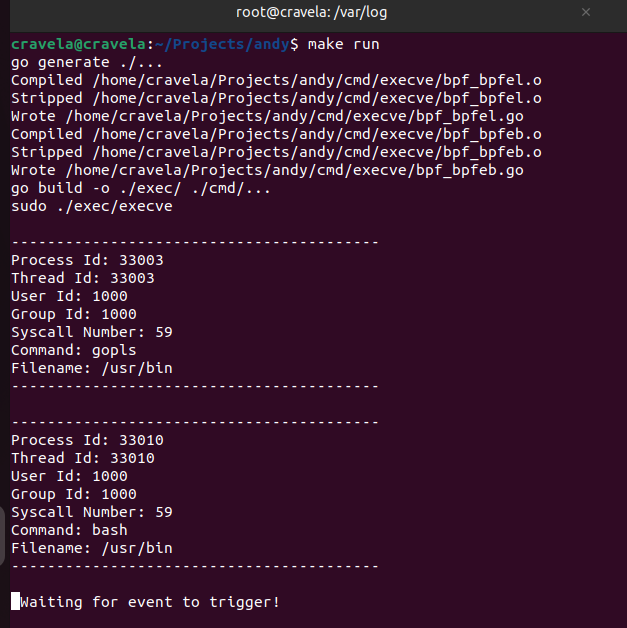 root@cravela: /var/log
cravela@cravela:~/Projects/andy$ make run
go generate ./...
Compiled /home/cravela/Projects/andy/cmd/execve/bpf_bpfel.o
Stripped /home/cravela/Projects/andy/cmd/execve/bpf_bpfel.o
Wrote /home/cravela/Projects/andy/cmd/execve/bpf_bpfel.go
Compiled /home/cravela/Projects/andy/cmd/execve/bpf_bpfeb.o
Stripped /home/cravela/Projects/andy/cmd/execve/bpf_bpfeb.o
Wrote /home/cravela/Projects/andy/cmd/execve/bpf_bpfeb.go
go build -o ./exec/ ./cmd/...
sudo ./exec/execve
-----------------------------------------
Process Id: 33003
Thread Id: 33003
User Id: 1000
Group Id: 1000
Syscall Number: 59
Command: gopls
Filename: /usr/bin
-----------------------------------------
-----------------------------------------
Process Id: 33010
Thread Id: 33010
User Id: 1000
Group Id: 1000
Syscall Number: 59
Command: bash
Filename: /usr/bin
-----------------------------------------
Waiting for event to trigger!